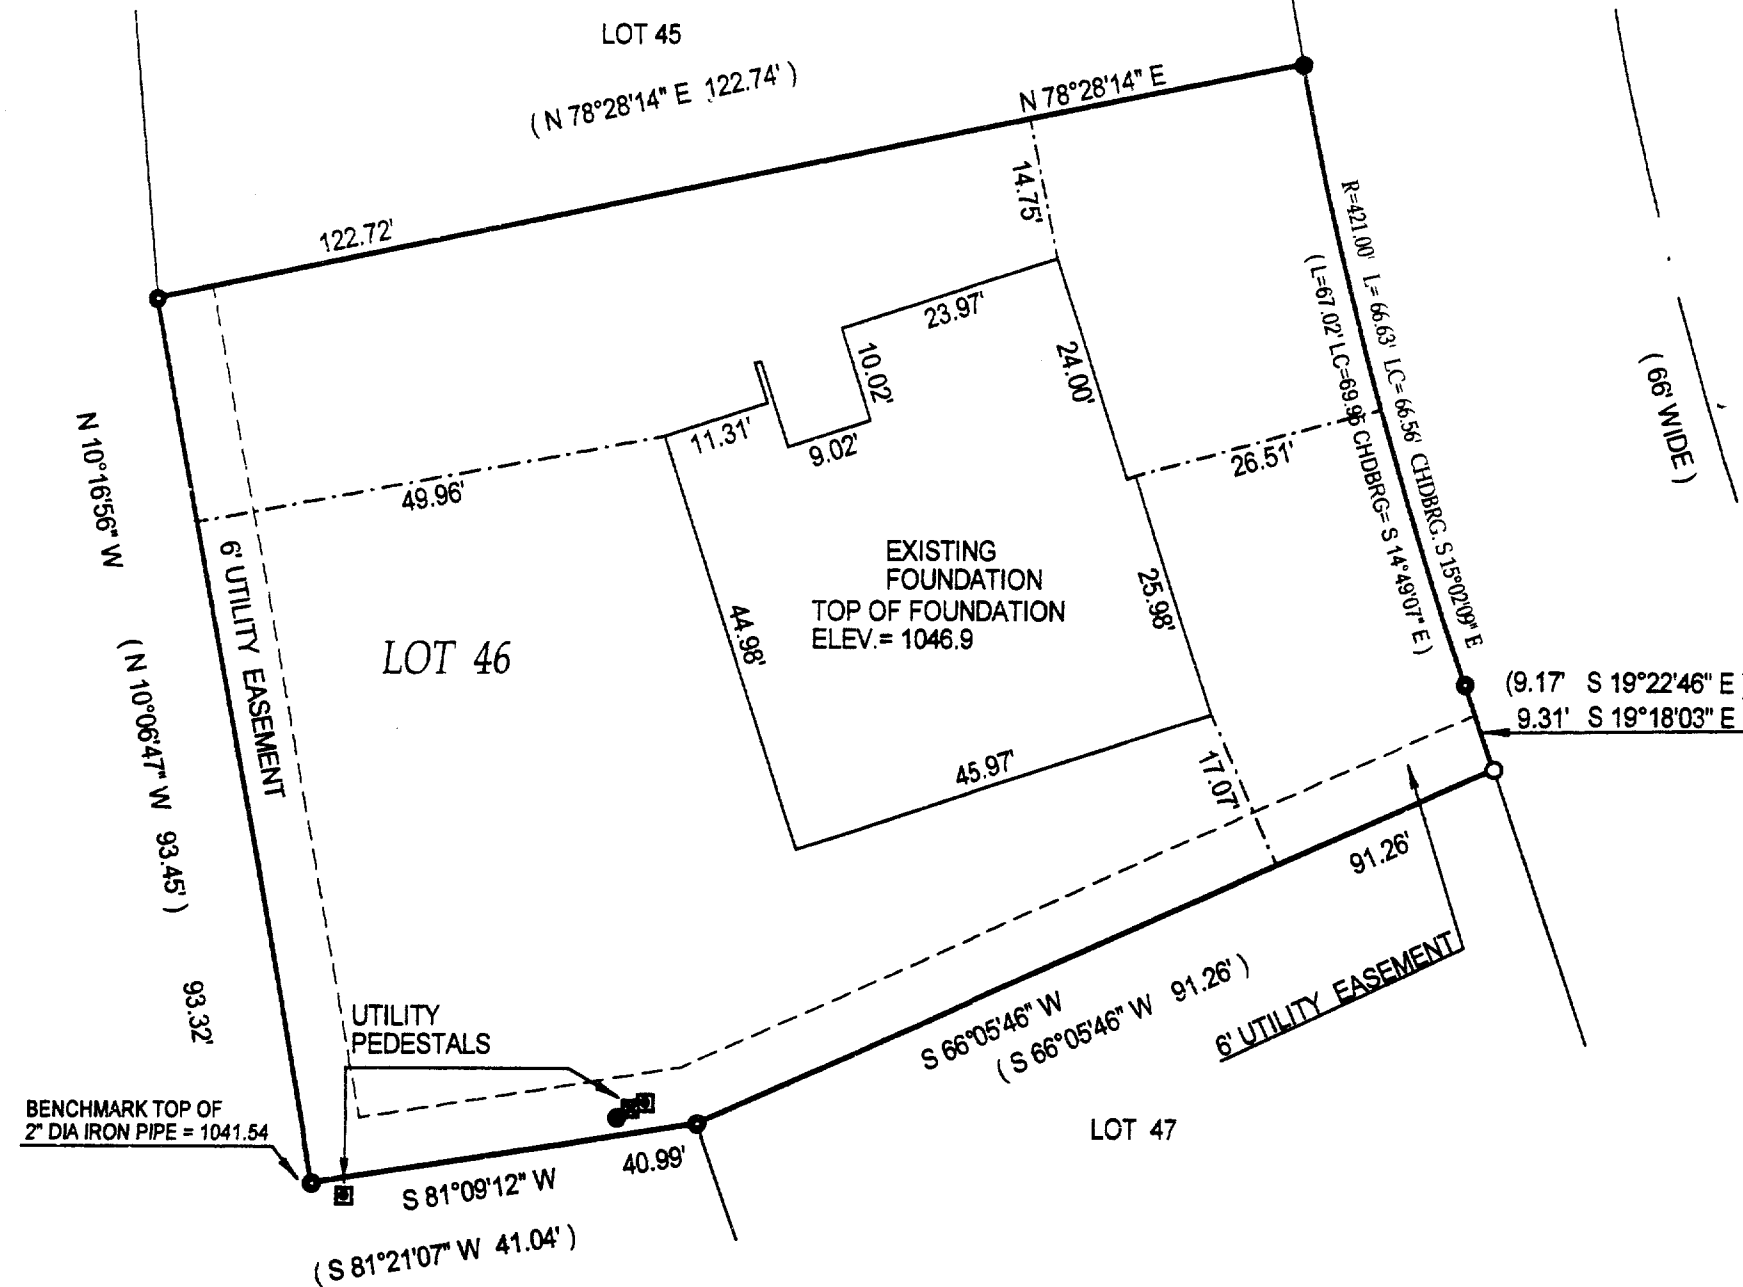 LOT 45
( N 78°28'14" E 122.74' )
N 78°28'14" E
122.72'
14.75'
R=421.00' L= 66.63' LC= 66.56' CHDBRG. S 15°02'09" E
( L=67.02' LC=69.95 CHDBRG= S 14°49'07" E )
( 66' WIDE )
23.97'
10.02'
24.00'
11.31'
9.02'
26.51'
49.96'
N 10°16'56" W
( N 10°06'47" W 93.45' )
93.32'
6' UTILITY EASEMENT
EXISTING
FOUNDATION
TOP OF FOUNDATION
ELEV.= 1046.9
25.98'
44.98'
LOT 46
(9.17' S 19°22'46" E )
9.31' S 19°18'03" E
45.97'
17.07'
91.26'
S 66°05'46" W
( S 66°05'46" W 91.26' )
6' UTILITY EASEMENT
UTILITY
PEDESTALS
BENCHMARK TOP OF
2" DIA IRON PIPE = 1041.54
LOT 47
40.99'
S 81°09'12" W
( S 81°21'07" W 41.04' )